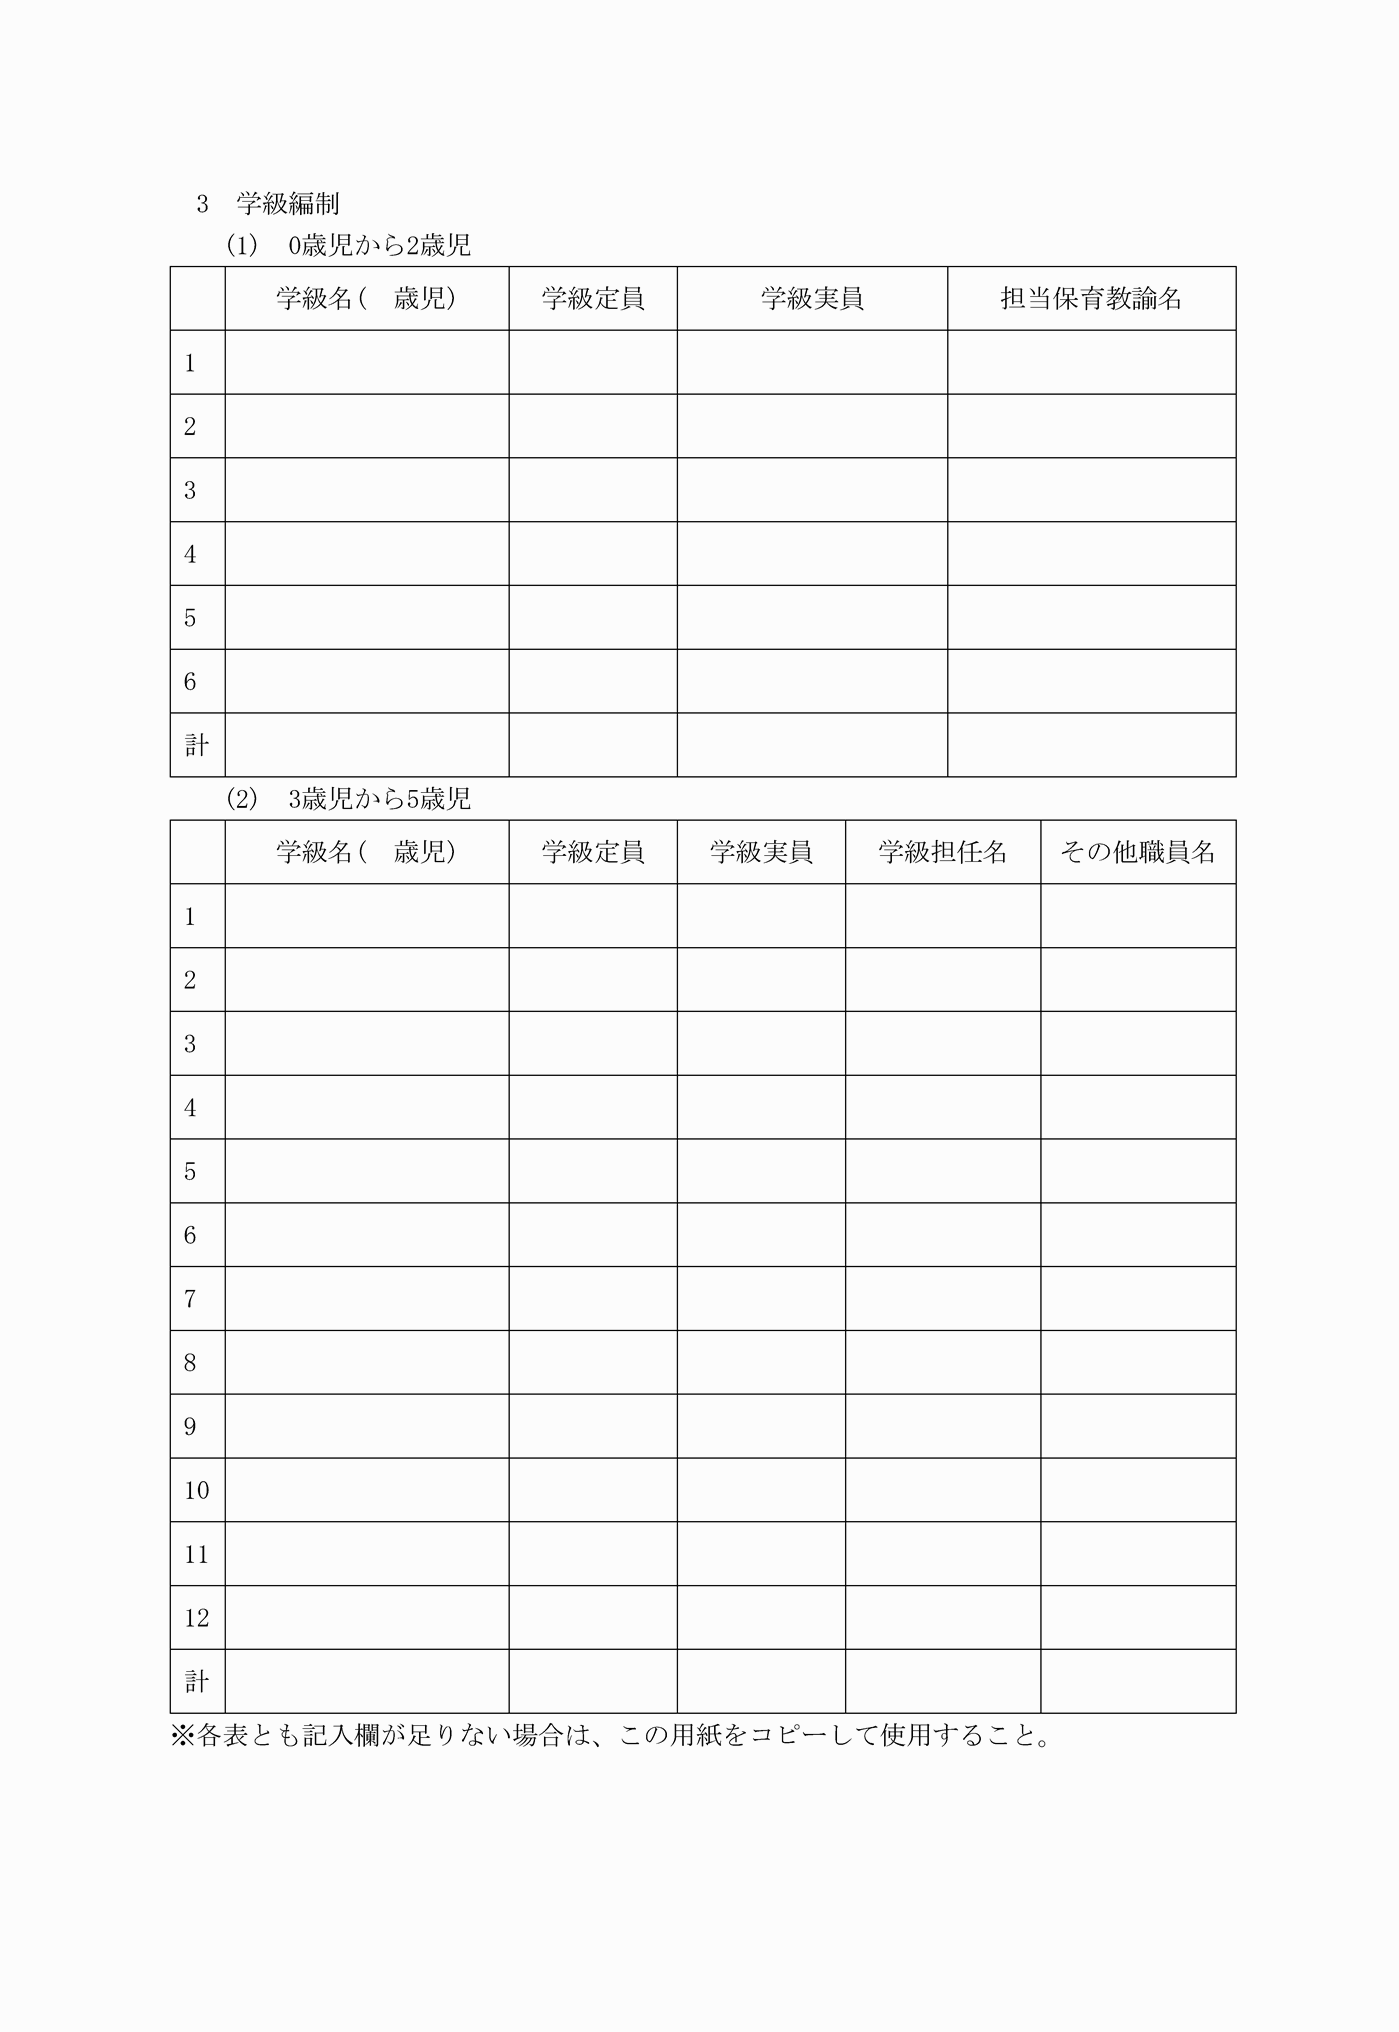 3　学級編制
(1)　0歳児から2歳児
学級名(　歳児)　学級定員　学級実員　担当保育教諭名
1
2
3
4
5
6
計
(2)　3歳児から5歳児
学級名(　歳児)　学級定員　学級実員　学級担任名　その他職員名
1
2
3
4
5
6
7
8
9
10
11
12
計
※各表とも記入欄が足りない場合は、この用紙をコピーして使用すること。